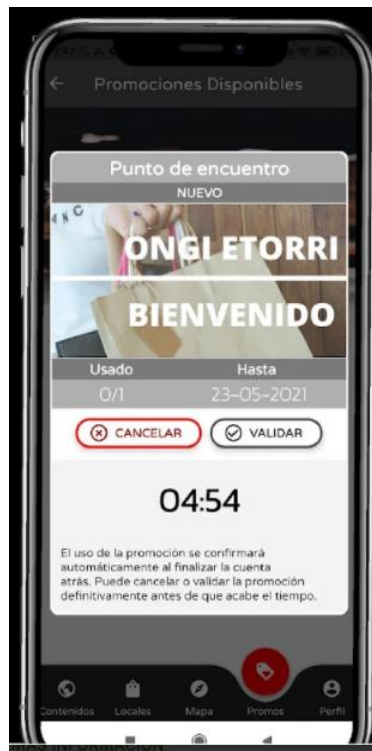 Promociones Disponibles
Punto de encuentro
NUEVO
ONGI ETORRI
BIENVENIDO
Usado Hasta
0/1 23-05-2021
CANCELAR VALIDAR
04:54
El uso de la promoción se confirmará
automáticamente al finalizar la cuenta
atrás. Puede cancelar o validar la promoción
definitivamente antes de que acabe el tiempo.
Contenidos Locales Mapa Promos Perfil